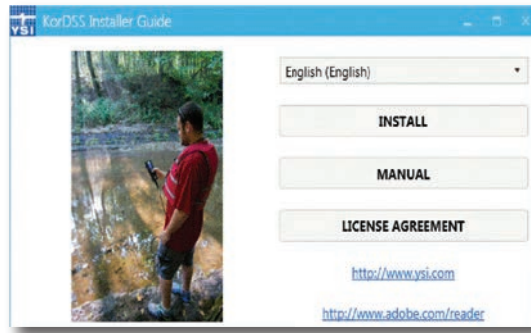 YSI
KorDSS Installer Guide
English (English)
INSTALL
MANUAL
LICENSE AGREEMENT
http://www.ysi.com
http://www.adobe.com/reader